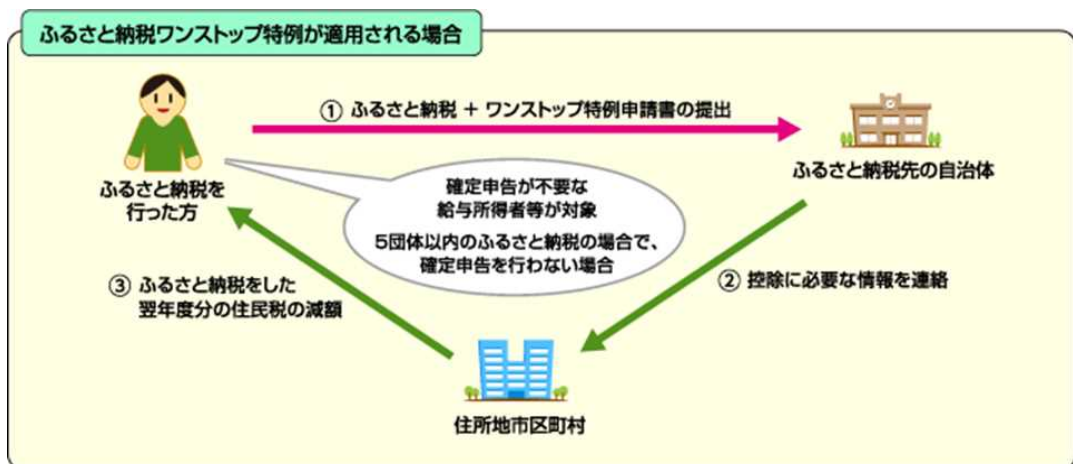 ふるさと納税ワンストップ特例が適用される場合
① ふるさと納税 + ワンストップ特例申請書の提出
ふるさと納税を
行った方
ふるさと納税先の自治体
確定申告が不要な
給与所得者等が対象
5団体以内のふるさと納税の場合で、
確定申告を行わない場合
② 控除に必要な情報を連絡
③ ふるさと納税をした
翌年度分の住民税の減額
住所地市区町村